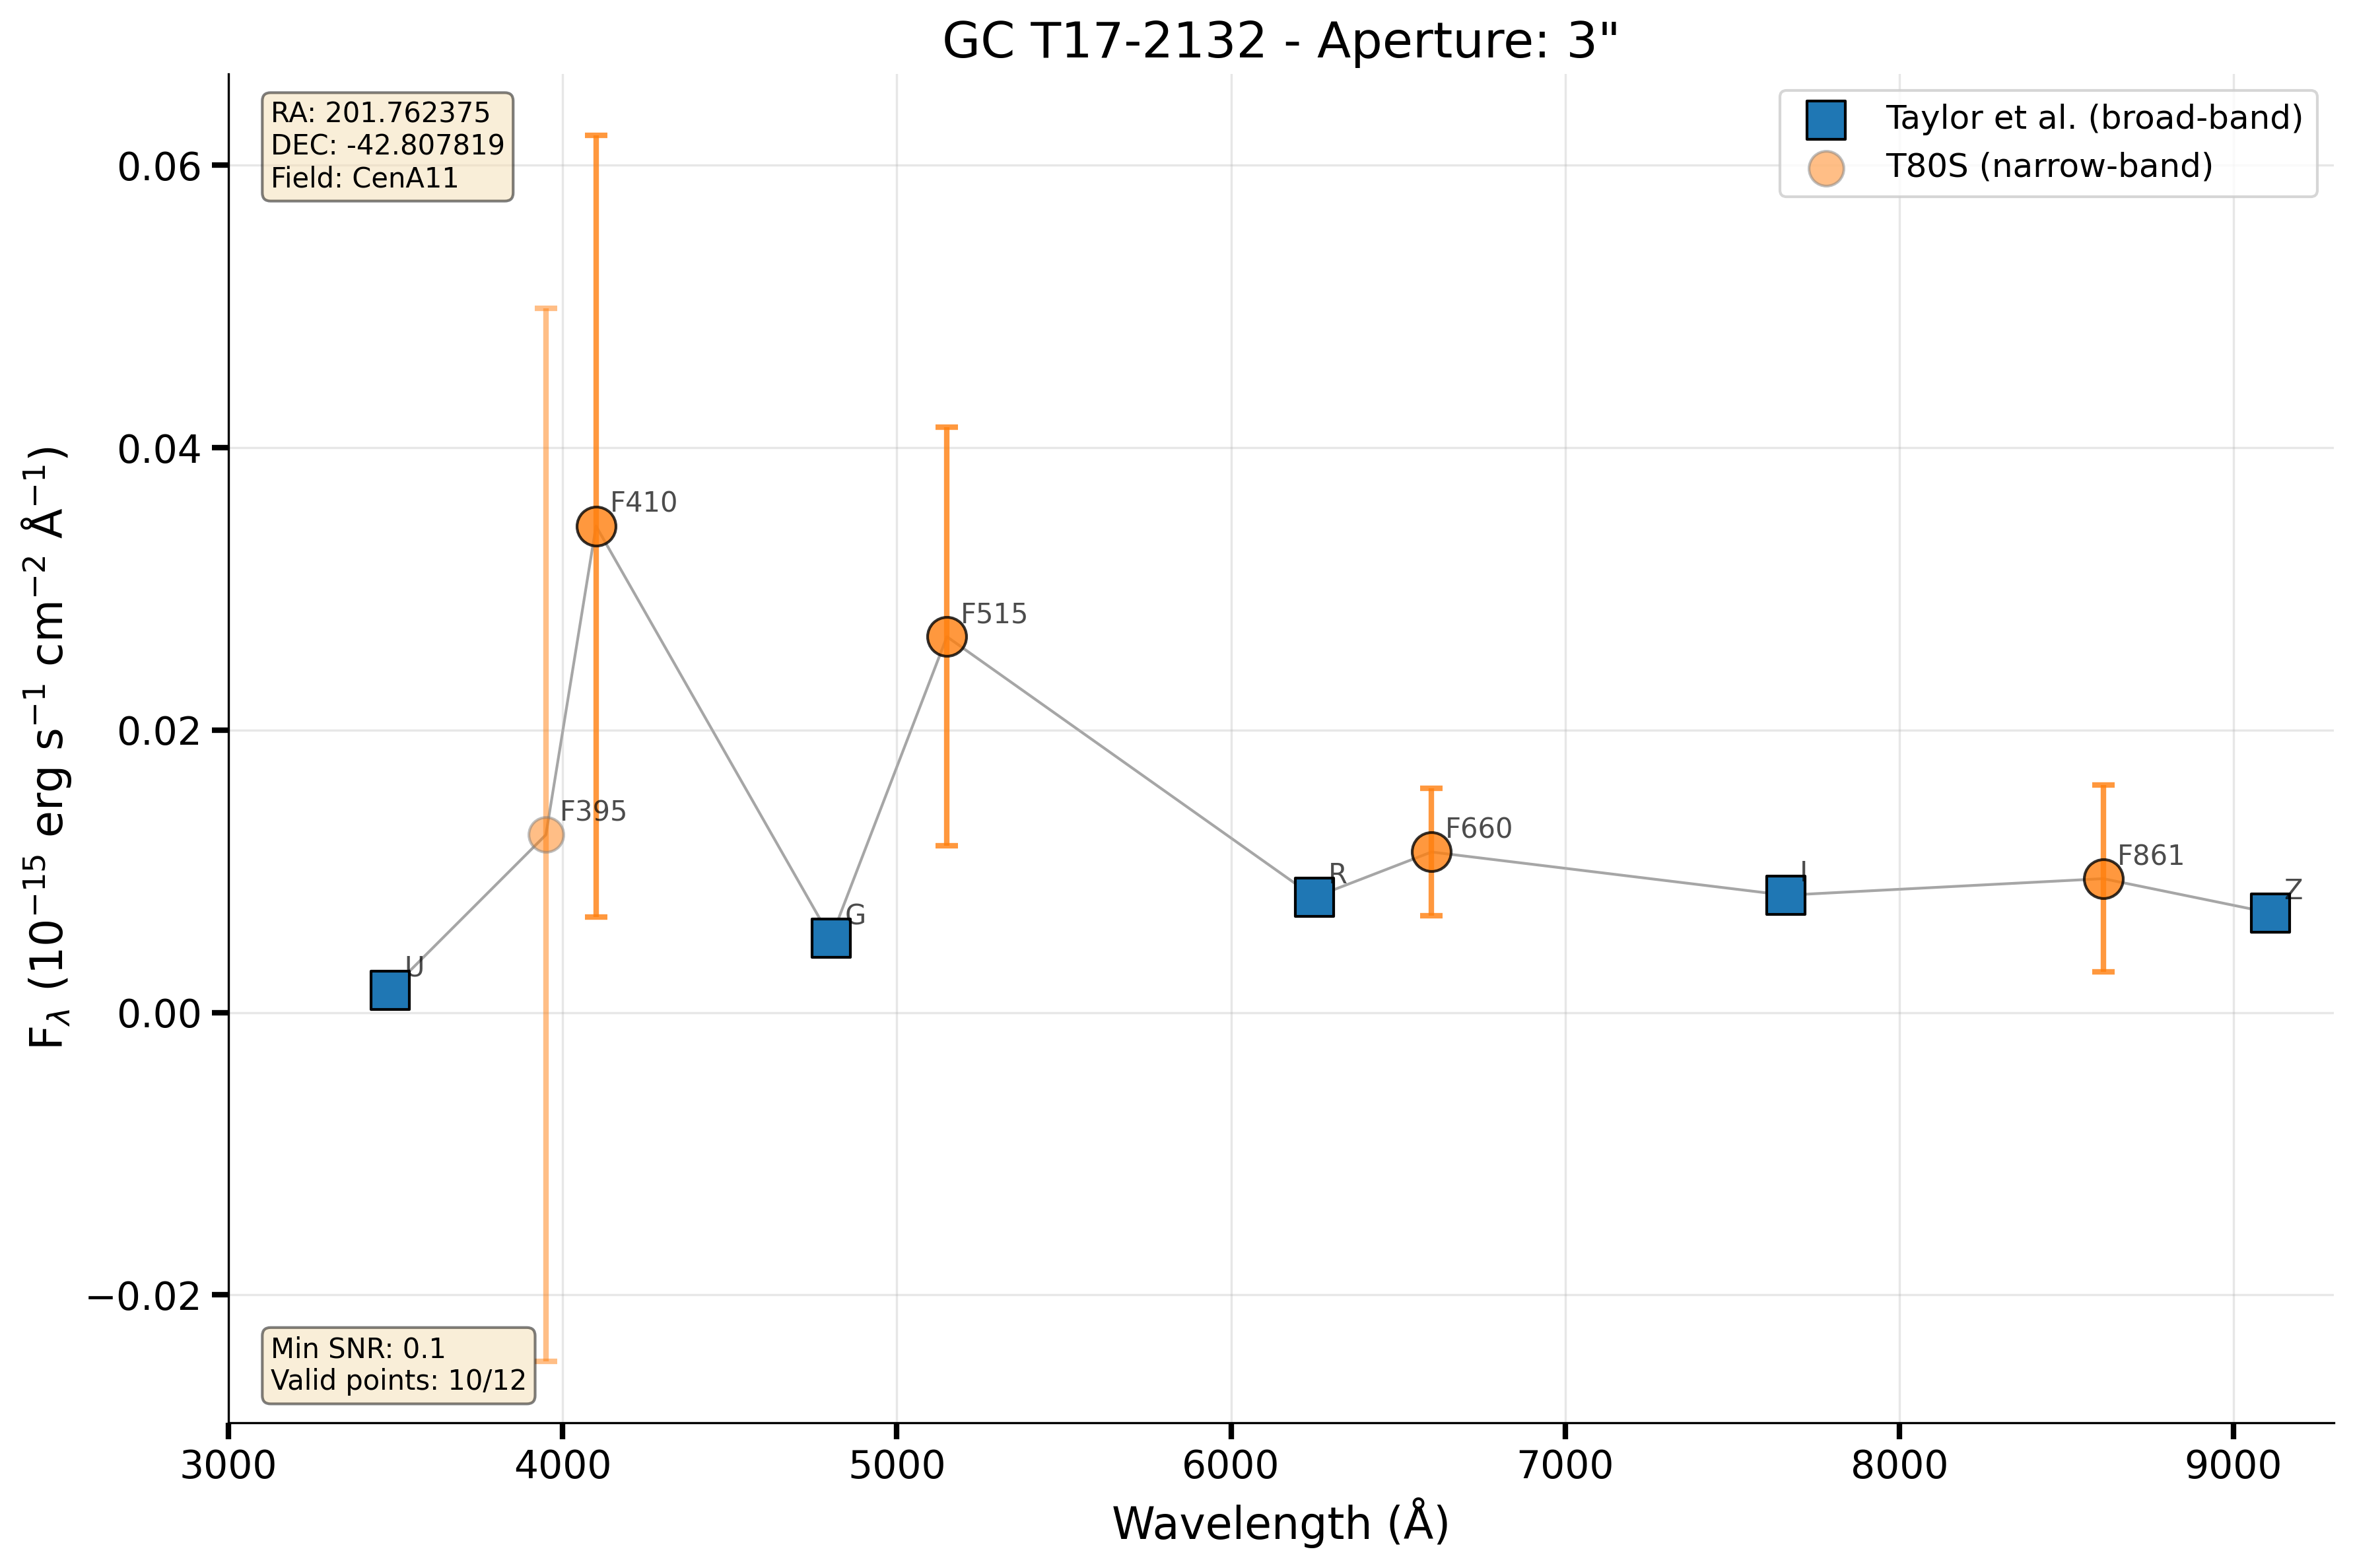 GC T17-2132 - Aperture: 3"
RA: 201.762375
DEC: -42.807819
Field: CenA11
Taylor et al. (broad-band)
T80S (narrow-band)
0.06
0.04
0.02
0.00
−0.02
F410
F515
F395
F660
F861
R
I
Z
G
U
Min SNR: 0.1
Valid points: 10/12
3000
4000
5000
6000
7000
8000
9000
Wavelength (Å)
Fλ (10⁻¹⁵ erg s⁻¹ cm⁻² Å⁻¹)